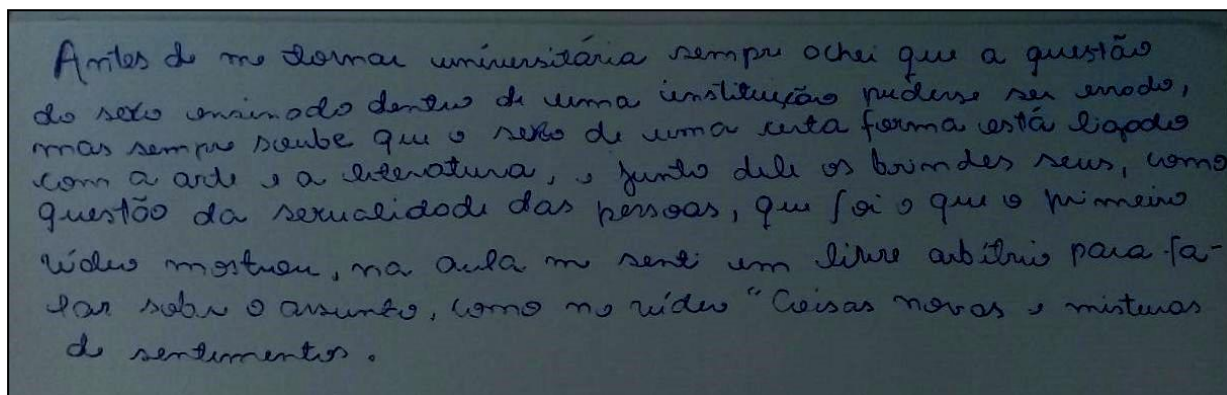 Antes de me tornar universitária sempre achei que a questão
do sexo ensinado dentro de uma instituição pudesse ser errado,
mas sempre soube que o sexo de uma certa forma está ligado
com a arte e a literatura, e junto dele os brindes seus, como
questão da sexualidade das pessoas, que foi o que o primeiro
vídeo mostrou, na aula me senti um livre arbítrio para fa-
lar sobre o assunto, como no vídeo "Coisas novas e misturas
de sentimentos.